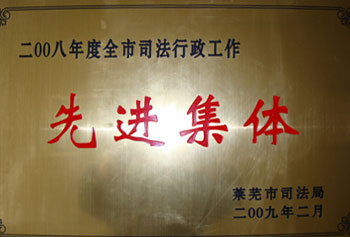 二00八年度全市司法行政工作
先进集体
莱芜市司法局
二00九年二月